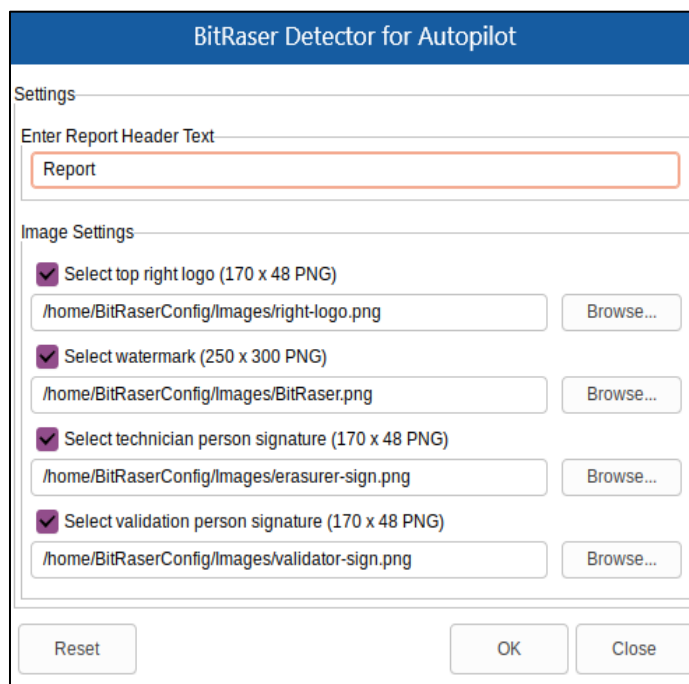 BitRaser Detector for Autopilot
Settings
Enter Report Header Text
Report
Image Settings
Select top right logo (170 x 48 PNG)
/home/BitRaserConfig/Images/right-logo.png Browse...
Select watermark (250 x 300 PNG)
/home/BitRaserConfig/Images/BitRaser.png Browse...
Select technician person signature (170 x 48 PNG)
/home/BitRaserConfig/Images/erasurer-sign.png Browse...
Select validation person signature (170 x 48 PNG)
/home/BitRaserConfig/Images/validator-sign.png Browse...
Reset OK Close